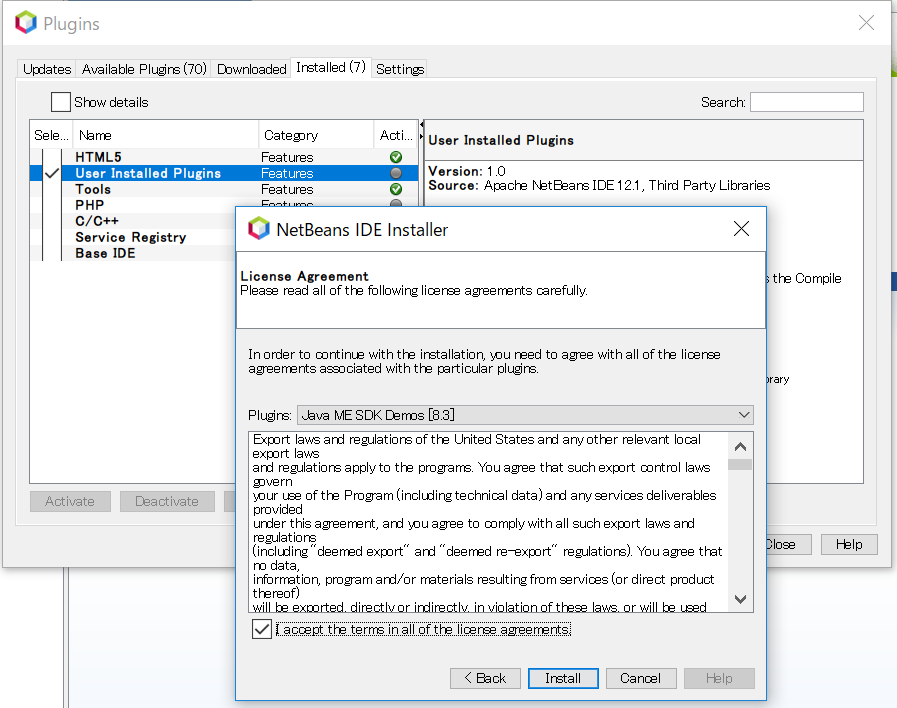 Plugins
Updates Available Plugins (70) Downloaded Installed (7) Settings
Show details Search:
Sele... Name Category Acti...
HTML5 Features
User Installed Plugins Features
Tools Features
PHP Features
C/C++
Service Registry
Base IDE
User Installed Plugins
Version: 1.0
Source: Apache NetBeans IDE 12.1, Third Party Libraries
s the Compile
rary
Activate Deactivate
Close Help
NetBeans IDE Installer
License Agreement
Please read all of the following license agreements carefully.
In order to continue with the installation, you need to agree with all of the license
agreements associated with the particular plugins.
Plugins: Java ME SDK Demos [8.3]
Export laws and regulations of the United States and any other relevant local
export laws
and regulations apply to the programs. You agree that such export control laws
govern
your use of the Program (including technical data) and any services deliverables
provided
under this agreement, and you agree to comply with all such export laws and
regulations
(including "deemed export" and "deemed re-export" regulations). You agree that
no data,
information, program and/or materials resulting from services (or direct product
thereof)
will be exported, directly or indirectly, in violation of these laws, or will be used
I accept the terms in all of the license agreements.
< Back Install Cancel Help